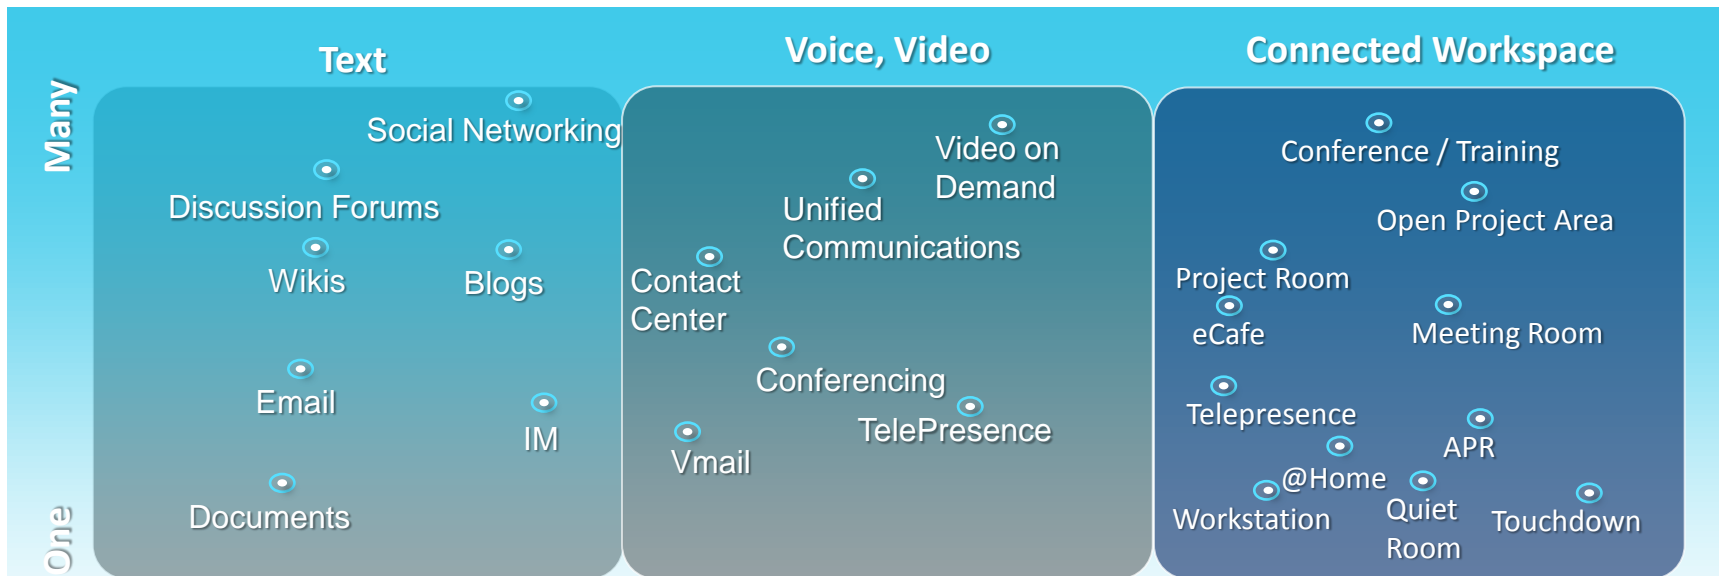 Text
Voice, Video
Connected Workspace
Many
One
Social Networking
Discussion Forums
Wikis
Blogs
Email
IM
Documents
Video on
Demand
Unified
Communications
Contact
Center
Conferencing
TelePresence
Vmail
Conference / Training
Open Project Area
Project Room
eCafe
Meeting Room
Telepresence
APR
@Home
Workstation
Quiet
Room
Touchdown